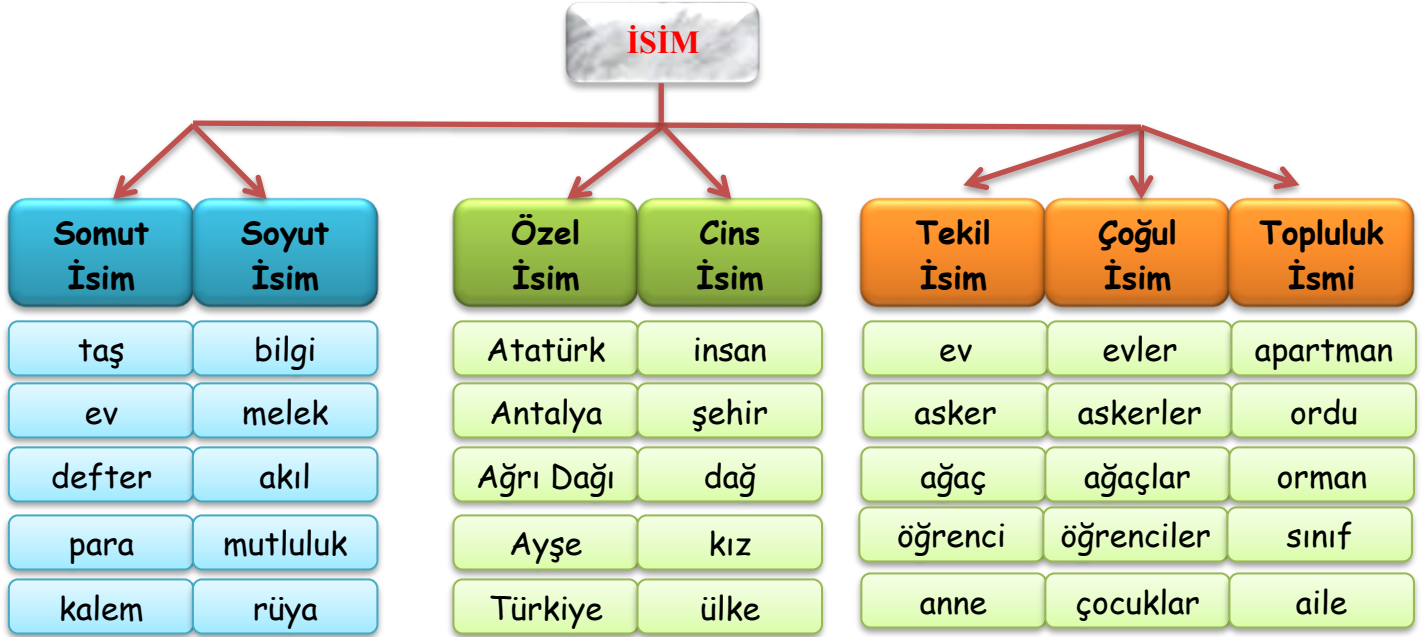 İSİM
Somut İsim
Soyut İsim
Özel İsim
Cins İsim
Tekil İsim
Çoğul İsim
Topluluk İsmi
taş bilgi Atatürk insan ev evler apartman
ev melek Antalya şehir asker askerler ordu
defter akıl Ağrı Dağı dağ ağaç ağaçlar orman
para mutluluk Ayşe kız öğrenci öğrenciler sınıf
kalem rüya Türkiye ülke anne çocuklar aile